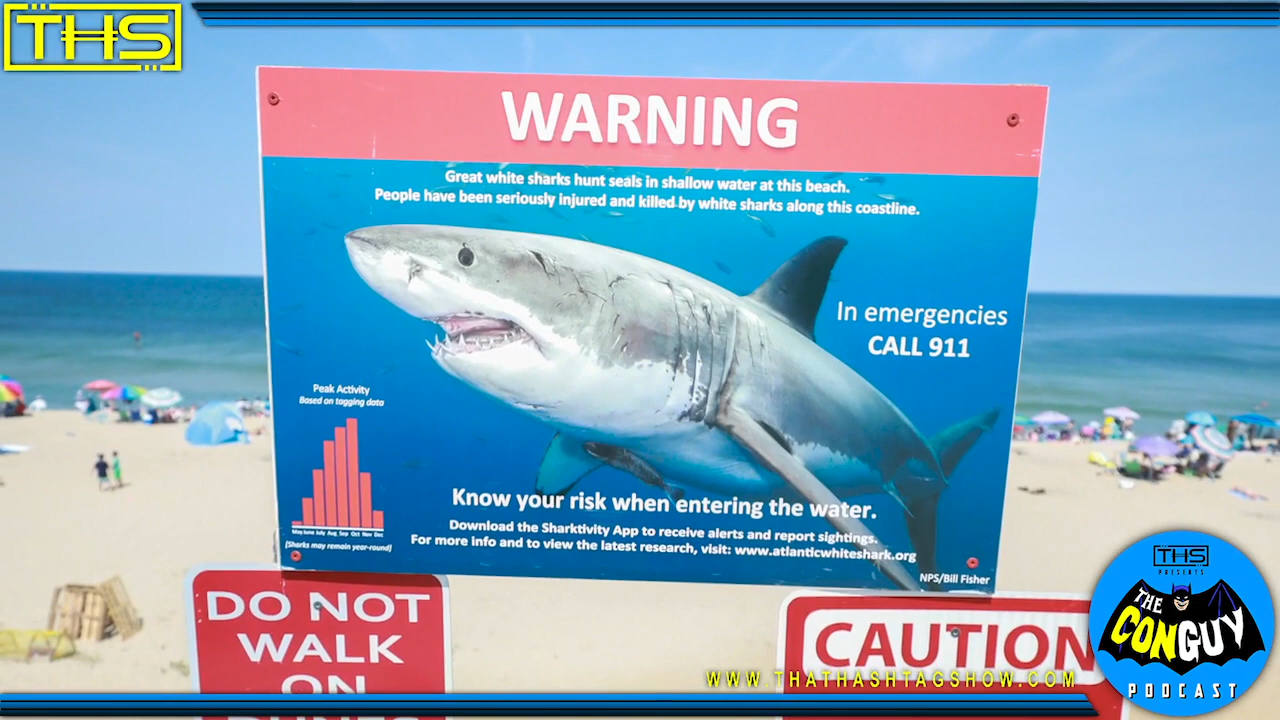 THS
WARNING
Great white sharks hunt seals in shallow water at this beach.
People have been seriously injured and killed by white sharks along this coastline.
In emergencies
CALL 911
Peak Activity
Based on tagging data
May June July Aug Sep Oct Nov Dec
(Sharks may remain year-round)
Know your risk when entering the water.
Download the Sharktivity App to receive alerts and report sightings.
For more info and to view the latest research, visit: www.atlanticwhiteshark.org
NPS/Bill Fisher
DO NOT
WALK
ON
DUNES
CAUTION
WWW.THATHASHTAGSHOW.COM
THS
PRESENTS
THE
CONGUY
PODCAST